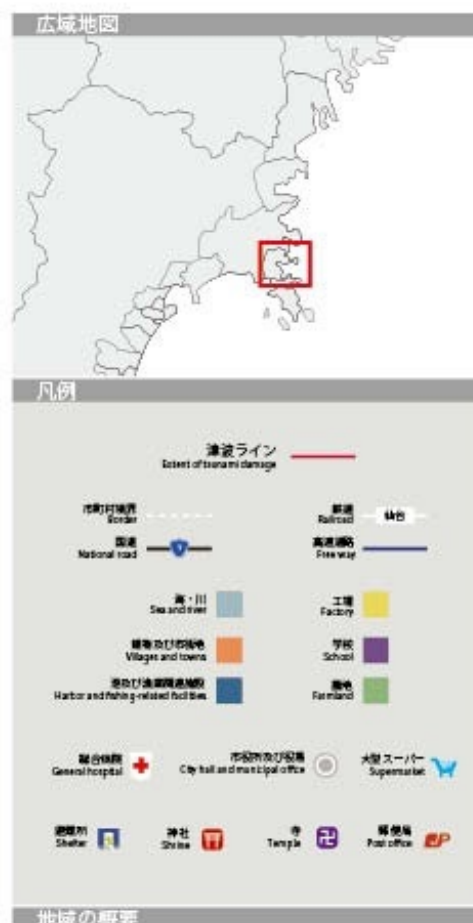 広域地図
凡例
津波ライン
Extent of tsunami damage
市町村境界
Border
鉄道
Railroad
仙台
国道
National road
高速道路
Free way
海・川
Sea and river
工場
Factory
建物及び市街地
Villages and towns
学校
School
港及び漁業関連施設
Harbor and fishing-related facilities
農地
Farmland
総合病院
General hospital
市役所及び役場
City hall and municipal office
大型スーパー
Supermarket
避難所
Shelter
神社
Shrine
寺
Temple
郵便局
Post office
地域の概要